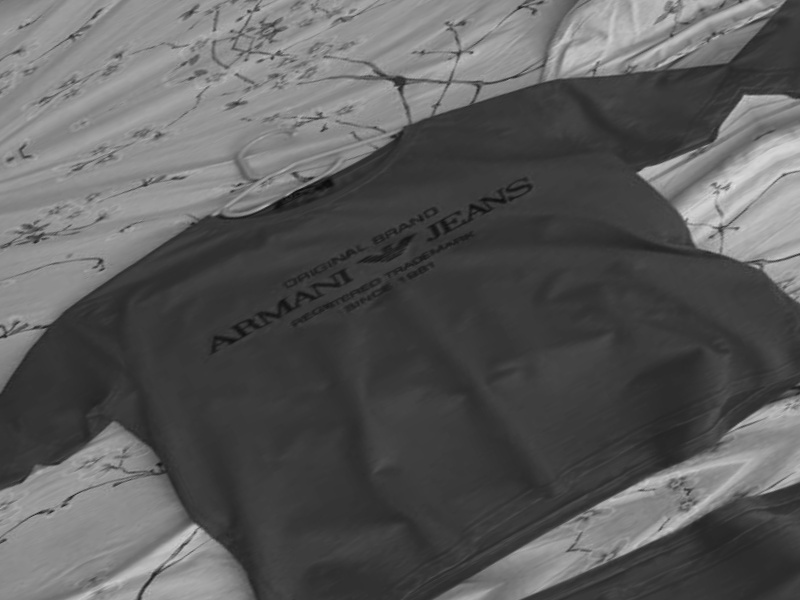 ORIGINAL BRAND
ARMANI JEANS
REGISTERED TRADEMARK
SINCE 1981